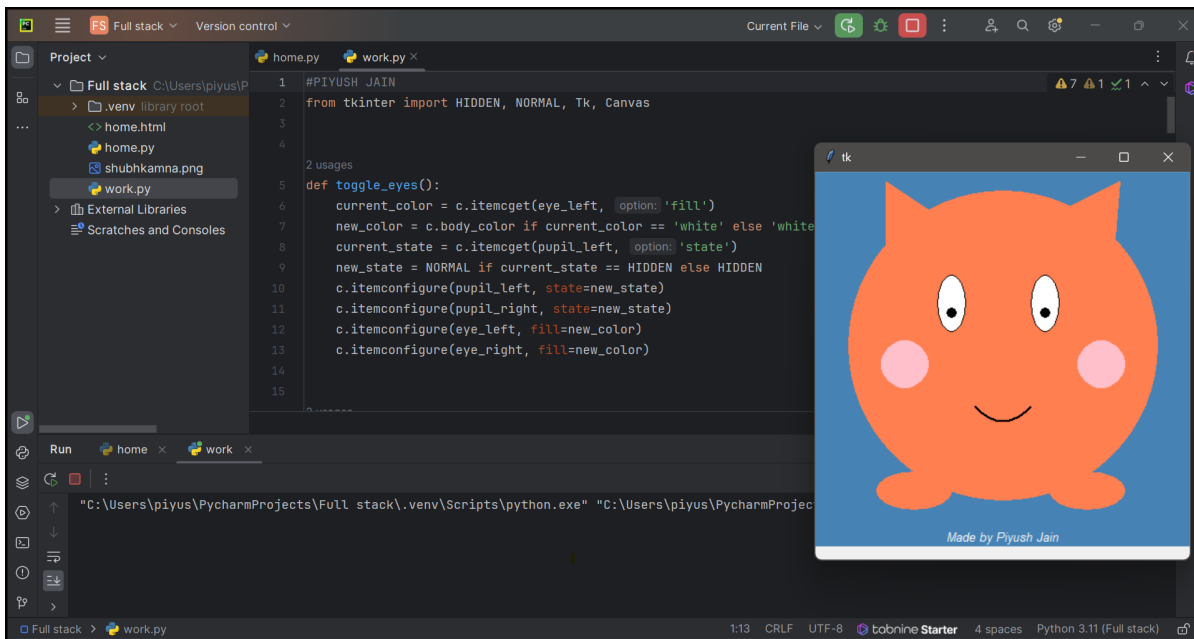 FS Full stack Version control Current File
Project
home.py work.py
Full stack C:\Users\piyus\P
.venv library root
home.html
home.py
shubhkamna.png
work.py
External Libraries
Scratches and Consoles
7 1 1
1 #PIYUSH JAIN
2 from tkinter import HIDDEN, NORMAL, Tk, Canvas
3
4
2 usages
5 def toggle_eyes():
6 current_color = c.itemcget(eye_left, option: 'fill')
7 new_color = c.body_color if current_color == 'white' else 'white
8 current_state = c.itemcget(pupil_left, option: 'state')
9 new_state = NORMAL if current_state == HIDDEN else HIDDEN
10 c.itemconfigure(pupil_left, state=new_state)
11 c.itemconfigure(pupil_right, state=new_state)
12 c.itemconfigure(eye_left, fill=new_color)
13 c.itemconfigure(eye_right, fill=new_color)
14
15
tk
Made by Piyush Jain
Run home work
"C:\Users\piyus\PycharmProjects\Full stack\.venv\Scripts\python.exe" "C:\Users\piyus\PycharmProjec
Full stack > work.py 1:13 CRLF UTF-8 tabnine Starter 4 spaces Python 3.11 (Full stack)